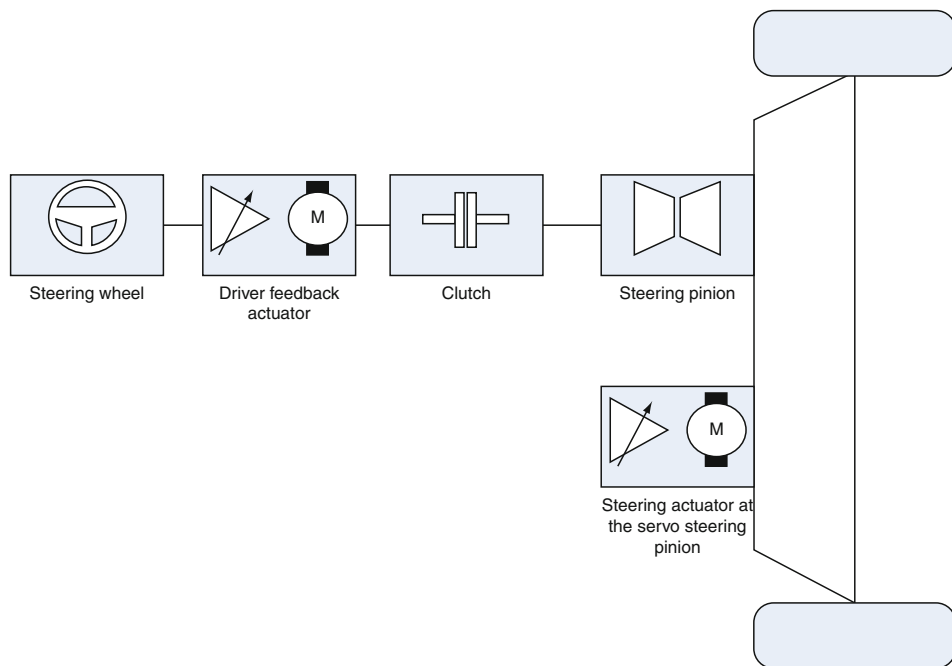 M
Steering wheel
Driver feedback
actuator
Clutch
Steering pinion
M
Steering actuator at
the servo steering
pinion